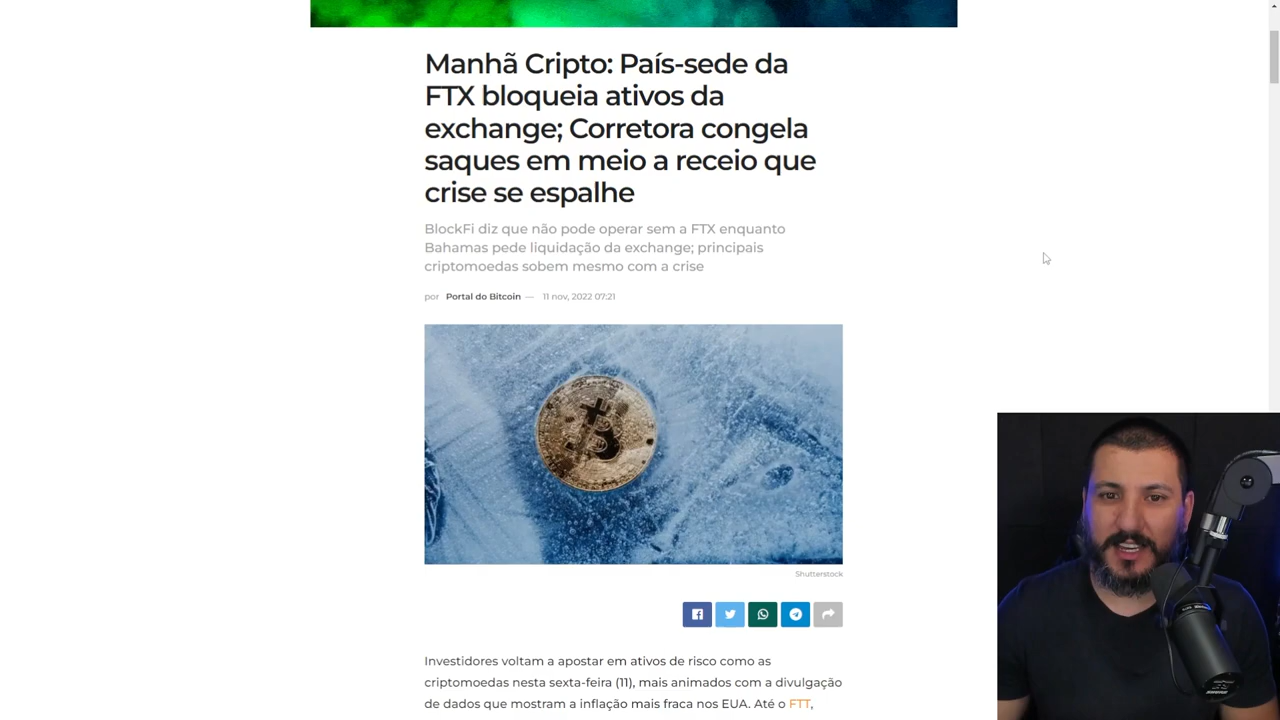 Manhã Cripto: País-sede da
FTX bloqueia ativos da
exchange; Corretora congela
saques em meio a receio que
crise se espalhe
BlockFi diz que não pode operar sem a FTX enquanto
Bahamas pede liquidação da exchange; principais
criptomoedas sobem mesmo com a crise
por Portal do Bitcoin — 11 nov, 2022 07:21
Shutterstock
Investidores voltam a apostar em ativos de risco como as
criptomoedas nesta sexta-feira (11), mais animados com a divulgação
de dados que mostram a inflação mais fraca nos EUA. Até o FTT,